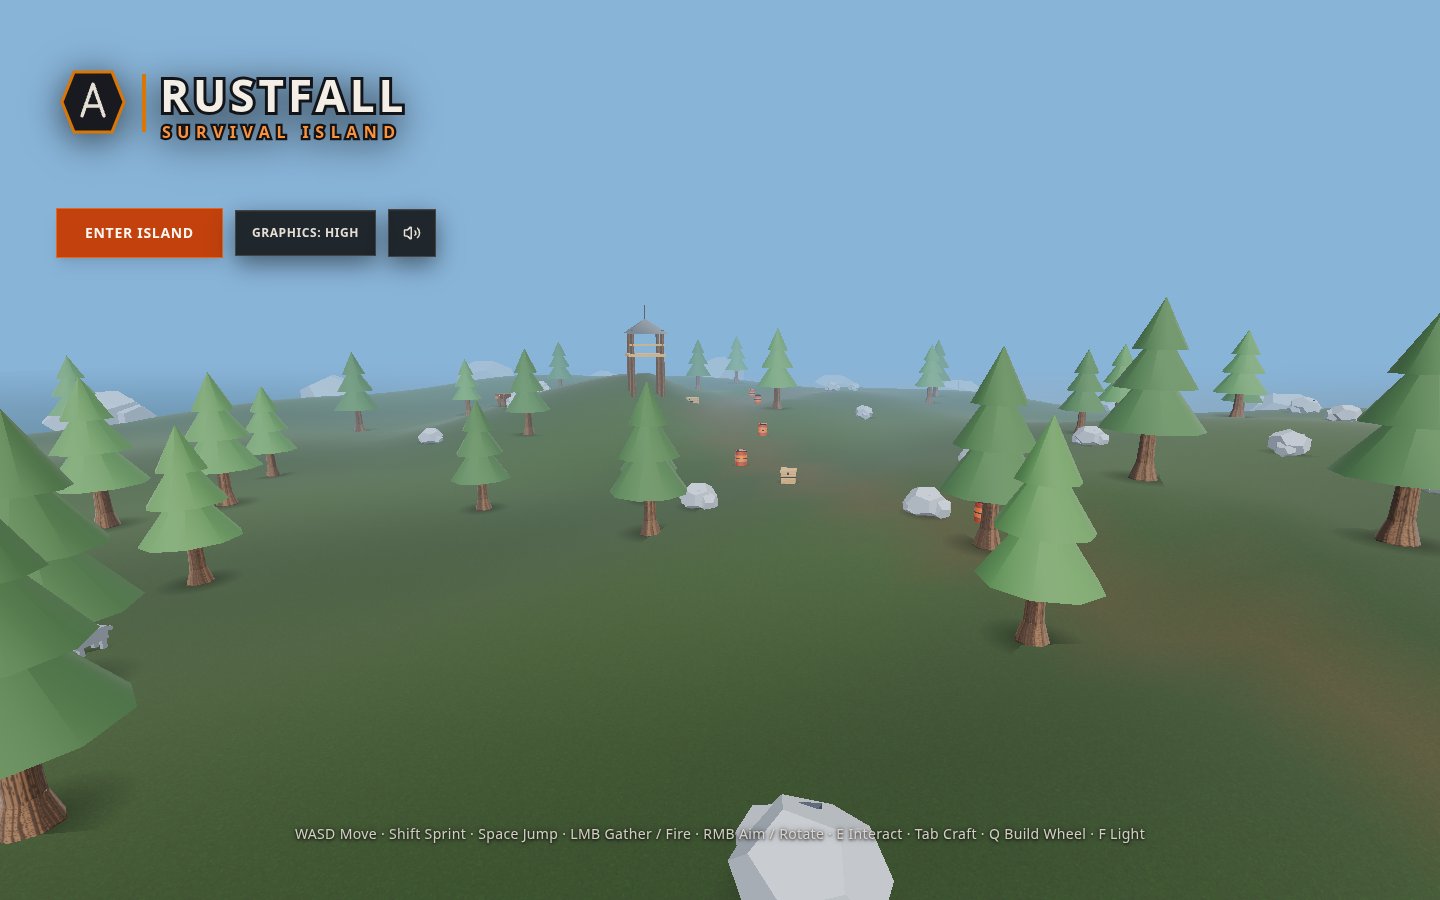 A
RUSTFALL
SURVIVAL ISLAND
ENTER ISLAND
GRAPHICS: HIGH
WASD Move · Shift Sprint · Space Jump · LMB Gather / Fire · RMB Aim / Rotate · E Interact · Tab Craft · Q Build Wheel · F Light